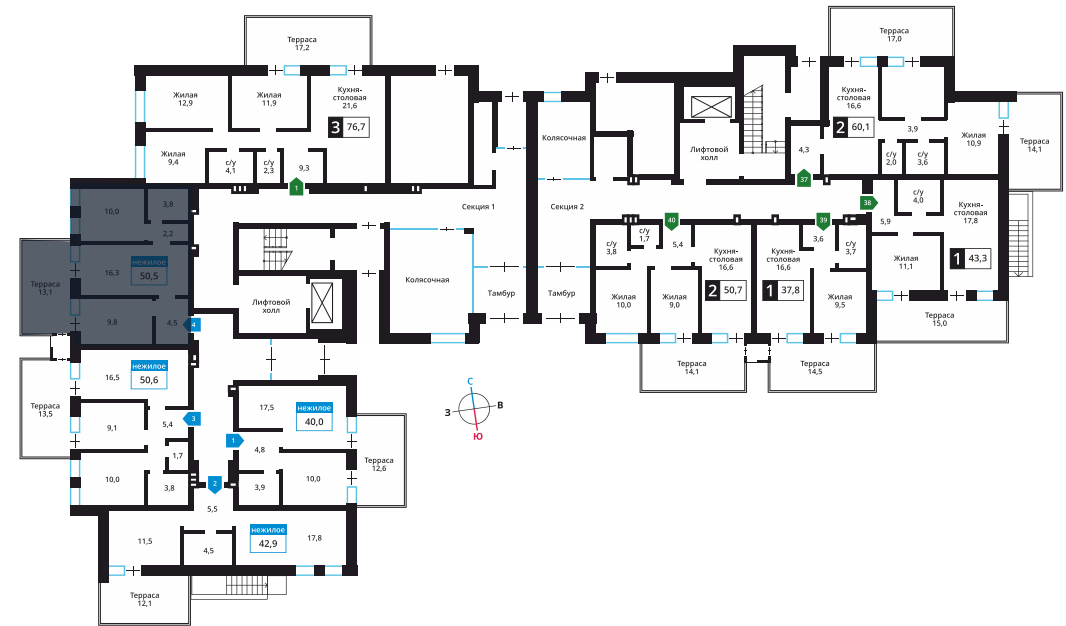 Терраса
17,2
Жилая
12,9
Жилая
11,9
Кухня-
столовая
21,6
3 76,7
Жилая
9,4
с/у
4,1
с/у
2,3
9,3
1
Секция 1
10,0
3,8
2,2
16,3
нежилое
50,5
Терраса
13,1
9,8
4,5
4
Лифтовой
холл
Колясочная
Тамбур
16,5
нежилое
50,6
Терраса
13,5
9,1
5,4
3
1,7
10,0
3,8
17,5
нежилое
40,0
1
4,8
3,9
10,0
Терраса
12,6
2
5,5
11,5
4,5
нежилое
42,9
17,8
Терраса
12,1
С
З
В
Ю
Терраса
17,0
Колясочная
Лифтовой
холл
Кухня-
столовая
16,6
2 60,1
3,9
4,3
с/у
2,0
с/у
3,6
Жилая
10,9
Терраса
14,1
37
Секция 2
38
с/у
4,0
5,9
Кухня-
столовая
17,8
Жилая
11,1
1 43,3
Терраса
15,0
40
39
с/у
3,8
с/у
1,7
5,4
Кухня-
столовая
16,6
Кухня-
столовая
16,6
3,6
с/у
3,7
Тамбур
Жилая
10,0
Жилая
9,0
2 50,7
1 37,8
Жилая
9,5
Терраса
14,1
Терраса
14,5